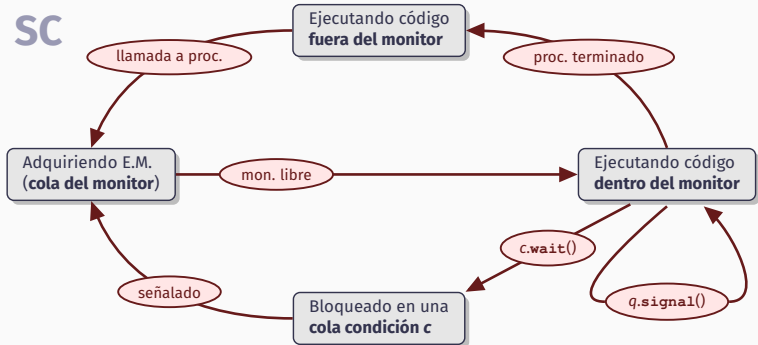 SC
Ejecutando código
fuera del monitor
llamada a proc.
proc. terminado
Adquiriendo E.M.
(cola del monitor)
mon. libre
Ejecutando código
dentro del monitor
c.wait()
señalado
q.signal()
Bloqueado en una
cola condición c